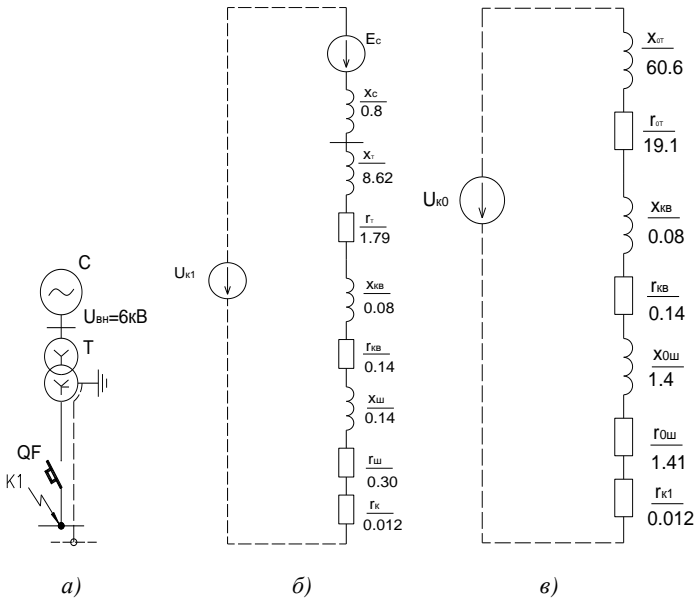 C
Uвн=6кВ
T
QF
K1
а)
Uк1
Ec
xс
0.8
xт
8.62
rт
1.79
xкв
0.08
rкв
0.14
xш
0.14
rш
0.30
rк
0.012
б)
Uк0
xот
60.6
rот
19.1
xкв
0.08
rкв
0.14
x0ш
1.4
r0ш
1.41
rк1
0.012
в)